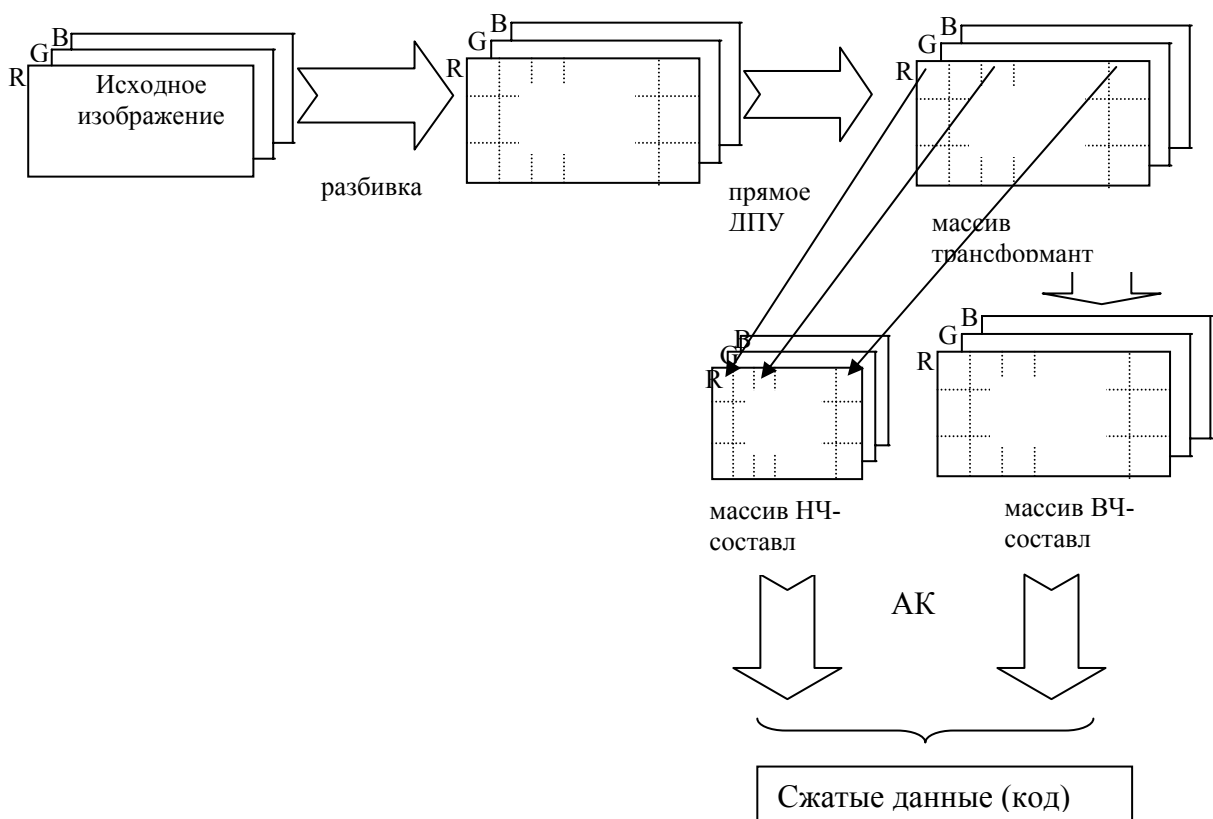 B
G
R
Исходное
изображение
разбивка
B
G
R
прямое
ДПУ
B
G
R
массив
трансформант
B
G
R
массив НЧ-
составл
B
G
R
массив ВЧ-
составл
АК
Сжатые данные (код)